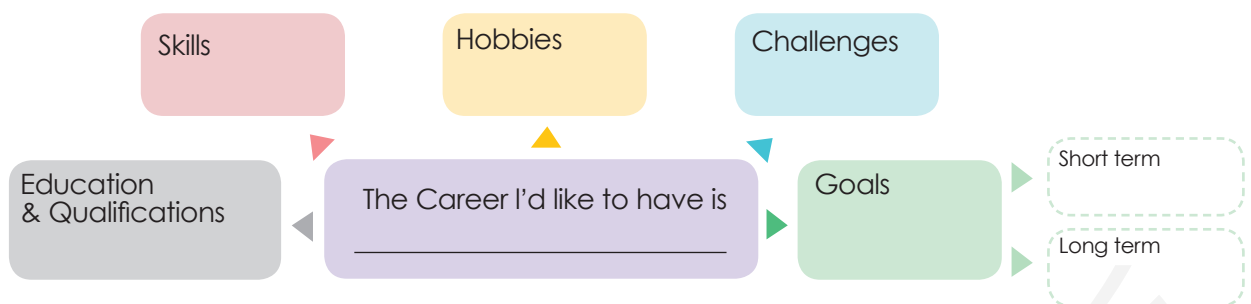 Skills
Hobbies
Challenges
Education
& Qualifications
The Career I'd like to have is
Goals
Short term
Long term